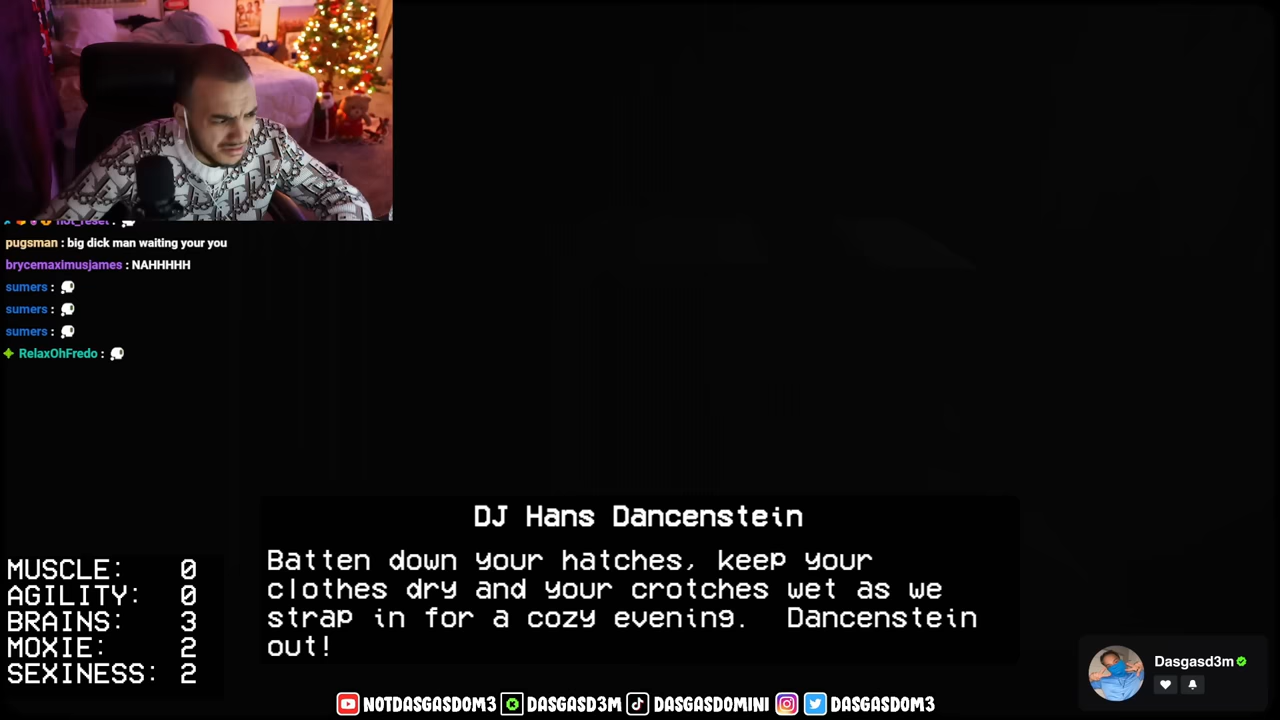 not_reset :
pugsman : big dick man waiting your you
brycemaximusjames : NAHHHHH
sumers :
sumers :
sumers :
RelaxOhFredo :
DJ Hans Dancenstein
Batten down your hatches, keep your
clothes dry and your crotches wet as we
strap in for a cozy evening. Dancenstein
out!
MUSCLE: 0
AGILITY: 0
BRAINS: 3
MOXIE: 2
SEXINESS: 2
Dasgasd3m
NOTDASGASDOM3 DASGASD3M DASGASDOMINI DASGASDOM3